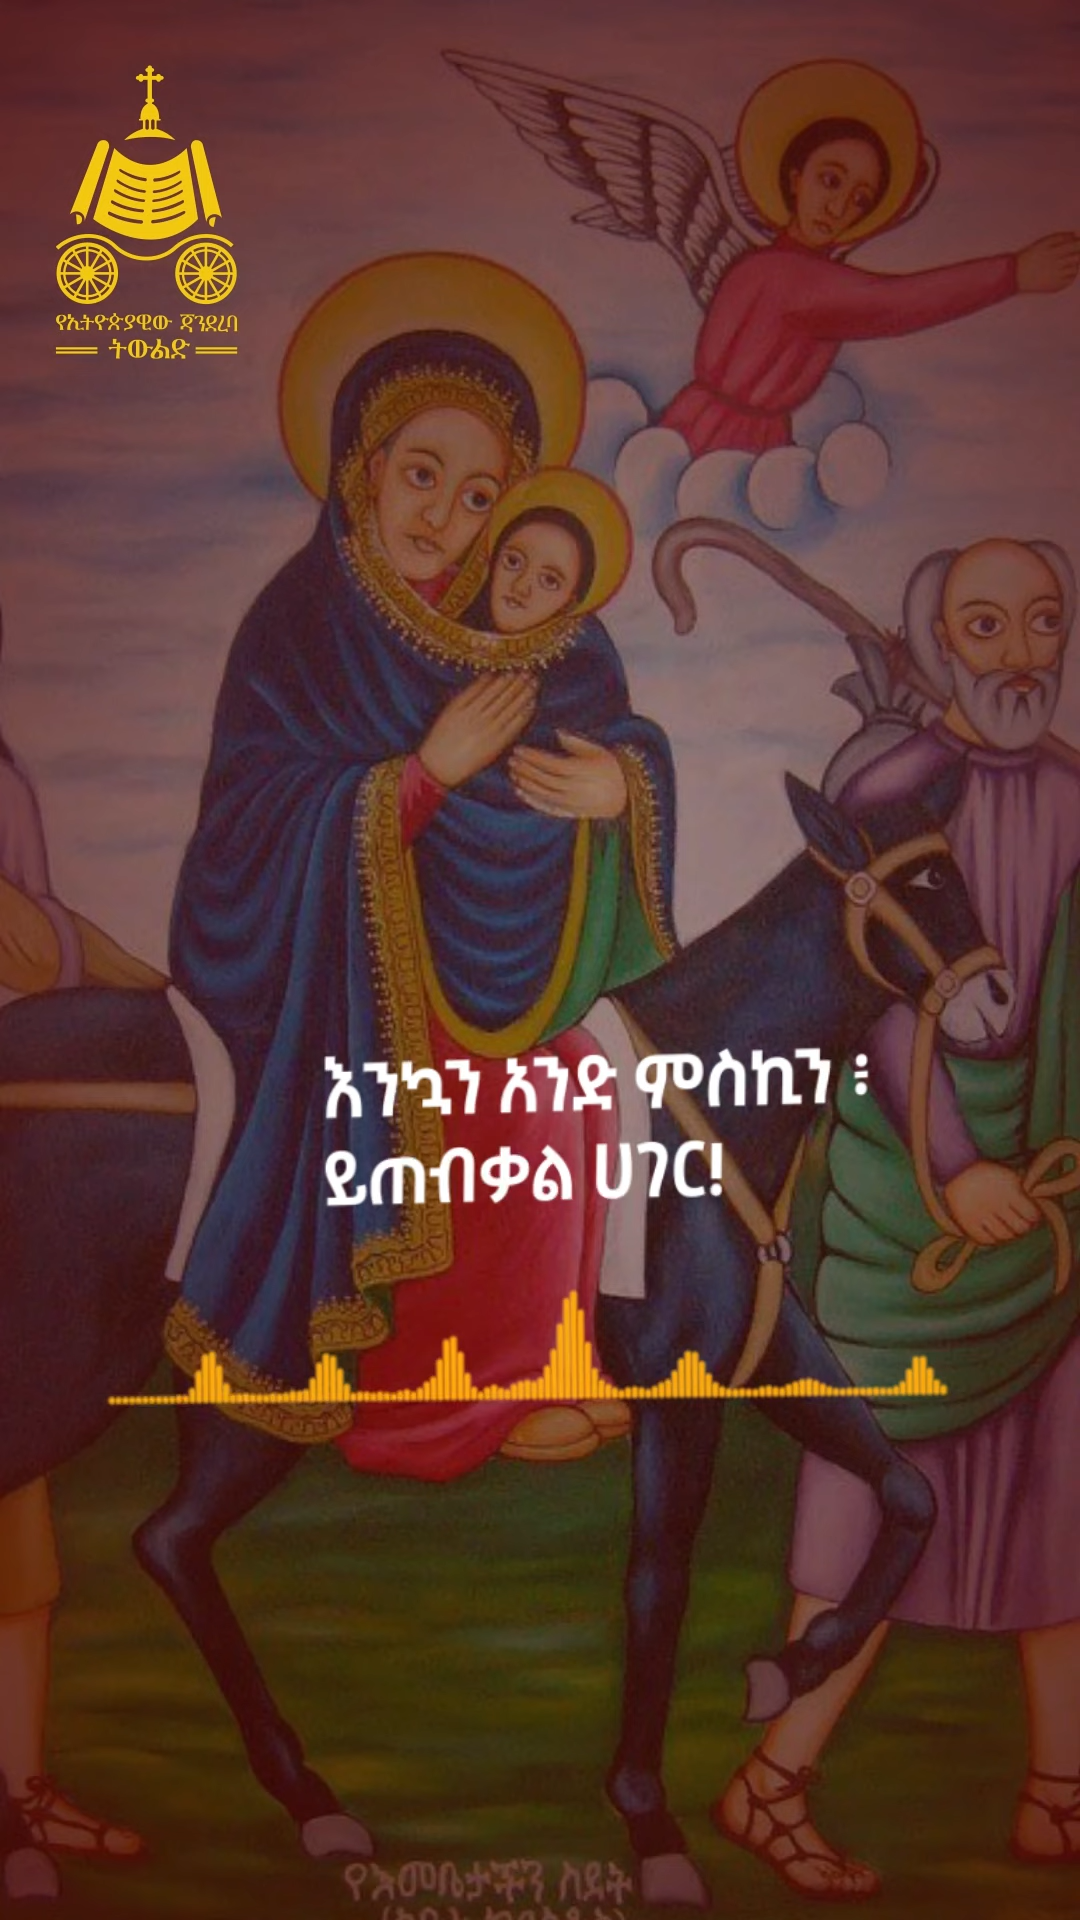 የኢትዮጵያዊው ጃንደረባ
ትውልድ
እንኳን አንድ ምስኪን ፥
ይጠብቃል ሀገር!
የእመቤታችን ስደት